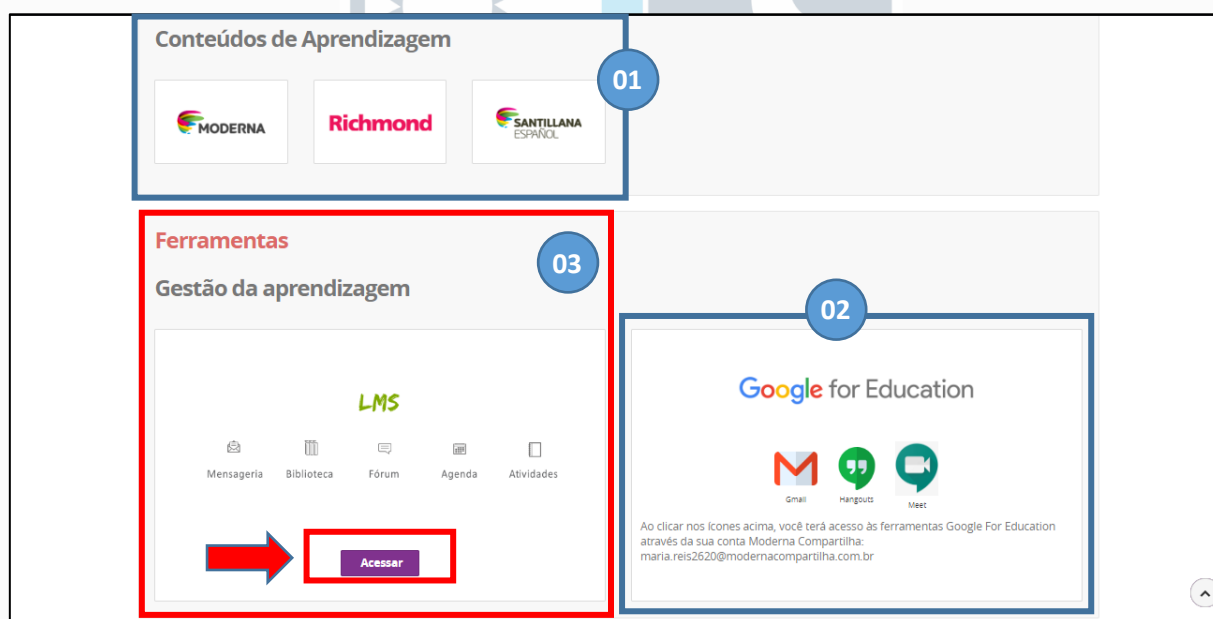 Conteúdos de Aprendizagem
01
MODERNA
Richmond
SANTILLANA
ESPAÑOL
Ferramentas
03
Gestão da aprendizagem
LMS
Mensageria
Biblioteca
Fórum
Agenda
Atividades
Acessar
02
Google for Education
Gmail
Hangouts
Meet
Ao clicar nos ícones acima, você terá acesso às ferramentas Google For Education
através da sua conta Moderna Compartilha:
maria.reis2620@modernacompartilha.com.br